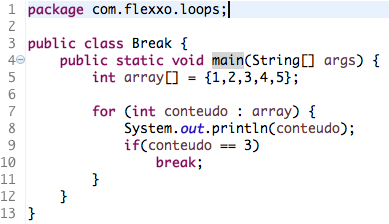 1 package com.flexxo.loops;
2
3 public class Break {
4     public static void main(String[] args) {
5         int array[] = {1,2,3,4,5};
6
7         for (int conteudo : array) {
8             System.out.println(conteudo);
9             if(conteudo == 3)
10                 break;
11         }
12     }
13 }